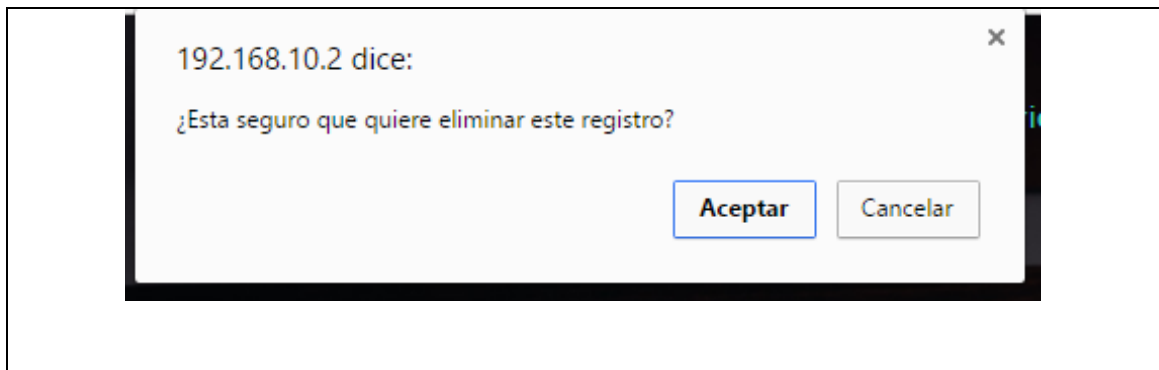 192.168.10.2 dice:
¿Esta seguro que quiere eliminar este registro?
Aceptar Cancelar